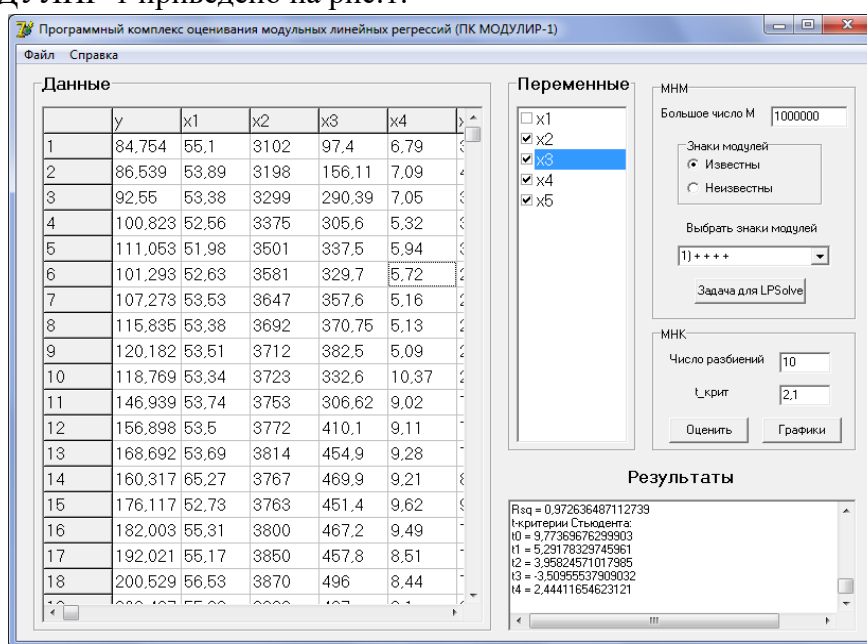 Программный комплекс оценивания модульных линейных регрессий (ПК МОДУЛИР-1)
Файл Справка
Данные
y x1 x2 x3 x4
1 84,754 55,1 3102 97,4 6,79
2 86,539 53,89 3198 156,11 7,09
3 92,55 53,38 3299 290,39 7,05
4 100,823 52,56 3375 305,6 5,32
5 111,053 51,98 3501 337,5 5,94
6 101,293 52,63 3581 329,7 5,72
7 107,273 53,53 3647 357,6 5,16
8 115,835 53,38 3692 370,75 5,13
9 120,182 53,51 3712 382,5 5,09
10 118,769 53,34 3723 332,6 10,37
11 146,939 53,74 3753 306,62 9,02
12 156,898 53,5 3772 410,1 9,11
13 168,692 53,69 3814 454,9 9,28
14 160,317 65,27 3767 469,9 9,21
15 176,117 52,73 3763 451,4 9,62
16 182,003 55,31 3800 467,2 9,49
17 192,021 55,17 3850 457,8 8,51
18 200,529 56,53 3870 496 8,44
Переменные
x1
x2
x3
x4
x5
МНМ
Большое число М 1000000
Знаки модулей
Известны
Неизвестны
Выбрать знаки модулей
1) + + + +
Задача для LPSolve
МНК
Число разбиений 10
t_крит 2,1
Оценить Графики
Результаты
Rsq = 0,972636487112739
t-критерии Стьюдента:
t0 = 9,77369676299903
t1 = 5,29178329745961
t2 = 3,95824571017985
t3 = -3,50955537909032
t4 = 2,44411654623121